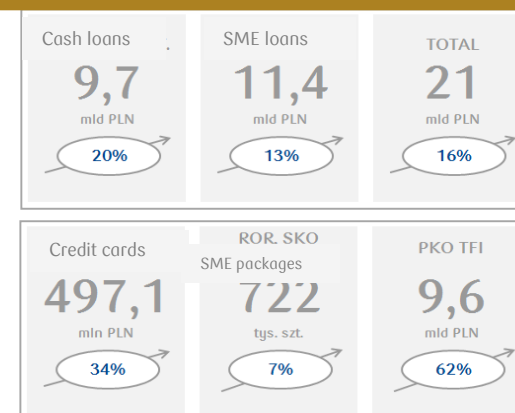 Cash loans
9,7
mld PLN
20%
SME loans
11,4
mld PLN
13%
TOTAL
21
mld PLN
16%
Credit cards
497,1
mln PLN
34%
ROR, SKO
SME packages
722
tys. szt.
7%
PKO TFI
9,6
mld PLN
62%